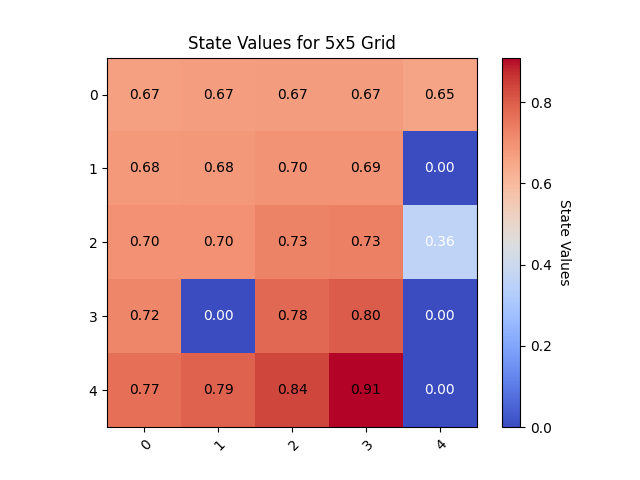 State Values for 5x5 Grid
0 0.67 0.67 0.67 0.67 0.65
1 0.68 0.68 0.70 0.69 0.00
2 0.70 0.70 0.73 0.73 0.36
3 0.72 0.00 0.78 0.80 0.00
4 0.77 0.79 0.84 0.91 0.00
0 1 2 3 4
0.8
0.6
0.4
0.2
0.0
State Values